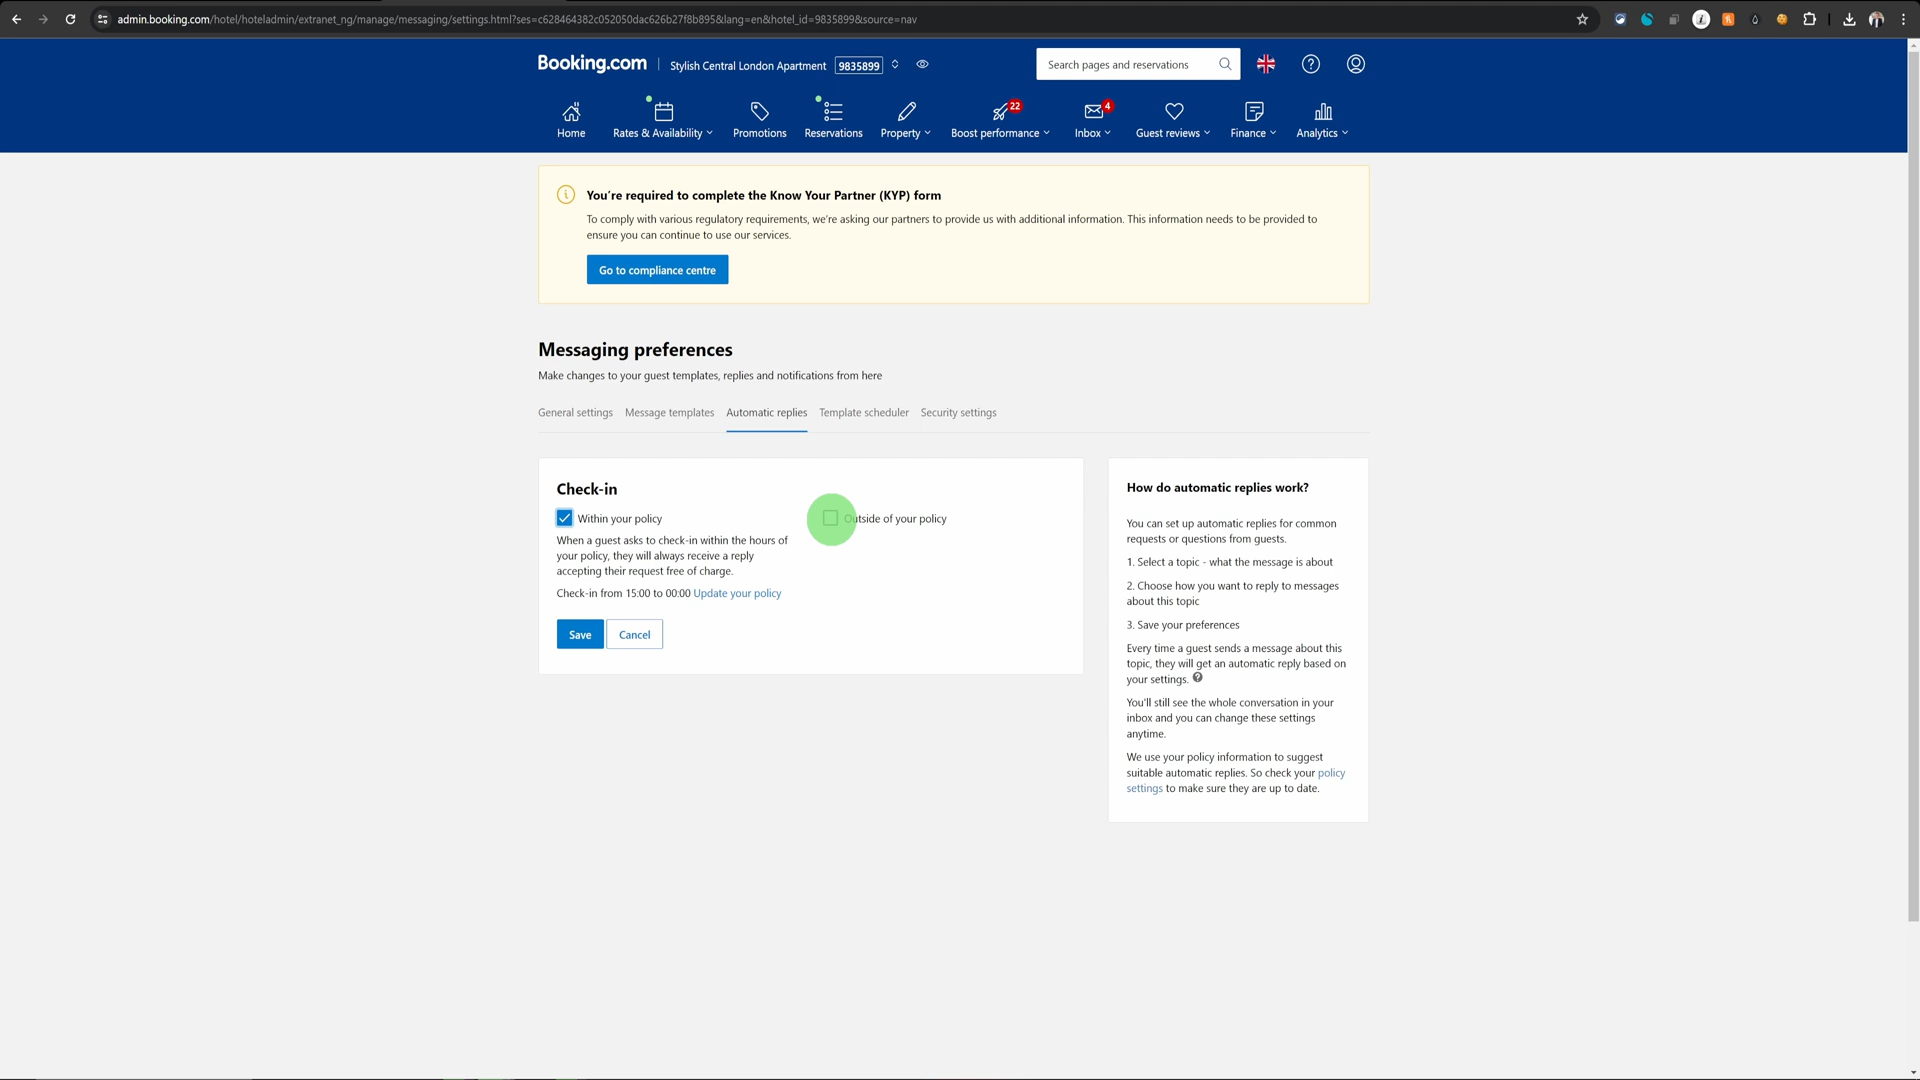 admin.booking.com/hotel/hoteladmin/extranet_ng/manage/messaging/settings.html?ses=c628464382c052050dac626b27f8b895&lang=en&hotel_id=9835899&source=nav
Booking.com
Stylish Central London Apartment 9835899
Search pages and reservations
22
4
Home
Rates & Availability
Promotions
Reservations
Property
Boost performance
Inbox
Guest reviews
Finance
Analytics
You're required to complete the Know Your Partner (KYP) form
To comply with various regulatory requirements, we're asking our partners to provide us with additional information. This information needs to be provided to
ensure you can continue to use our services.
Go to compliance centre
Messaging preferences
Make changes to your guest templates, replies and notifications from here
General settings
Message templates
Automatic replies
Template scheduler
Security settings
Check-in
Within your policy
When a guest asks to check-in within the hours of
your policy, they will always receive a reply
accepting their request free of charge.
Check-in from 15:00 to 00:00 Update your policy
Save
Cancel
Outside of your policy
How do automatic replies work?
You can set up automatic replies for common
requests or questions from guests.
1. Select a topic - what the message is about
2. Choose how you want to reply to messages
about this topic
3. Save your preferences
Every time a guest sends a message about this
topic, they will get an automatic reply based on
your settings.
You'll still see the whole conversation in your
inbox and you can change these settings
anytime.
We use your policy information to suggest
suitable automatic replies. So check your policy
settings to make sure they are up to date.